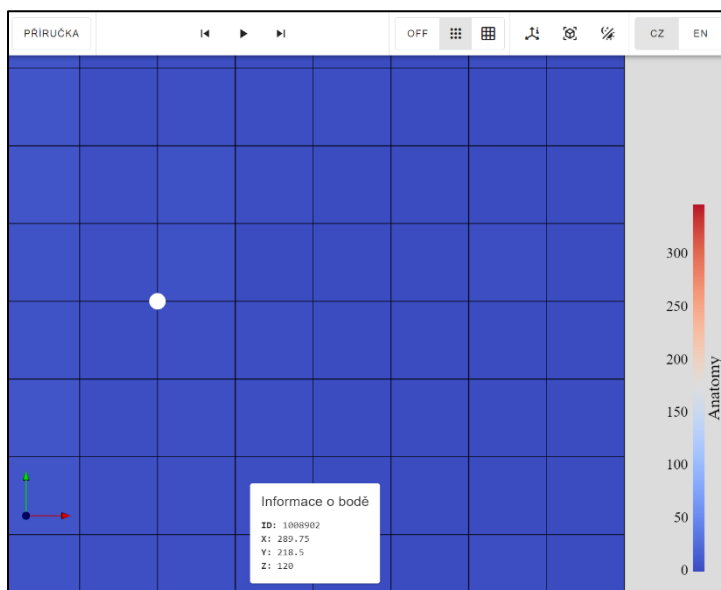 PŘÍRUČKA
OFF
CZ
EN
300
250
200
150
100
50
0
Anatomy
Informace o bodě
ID: 1008902
X: 289.75
Y: 218.5
Z: 120